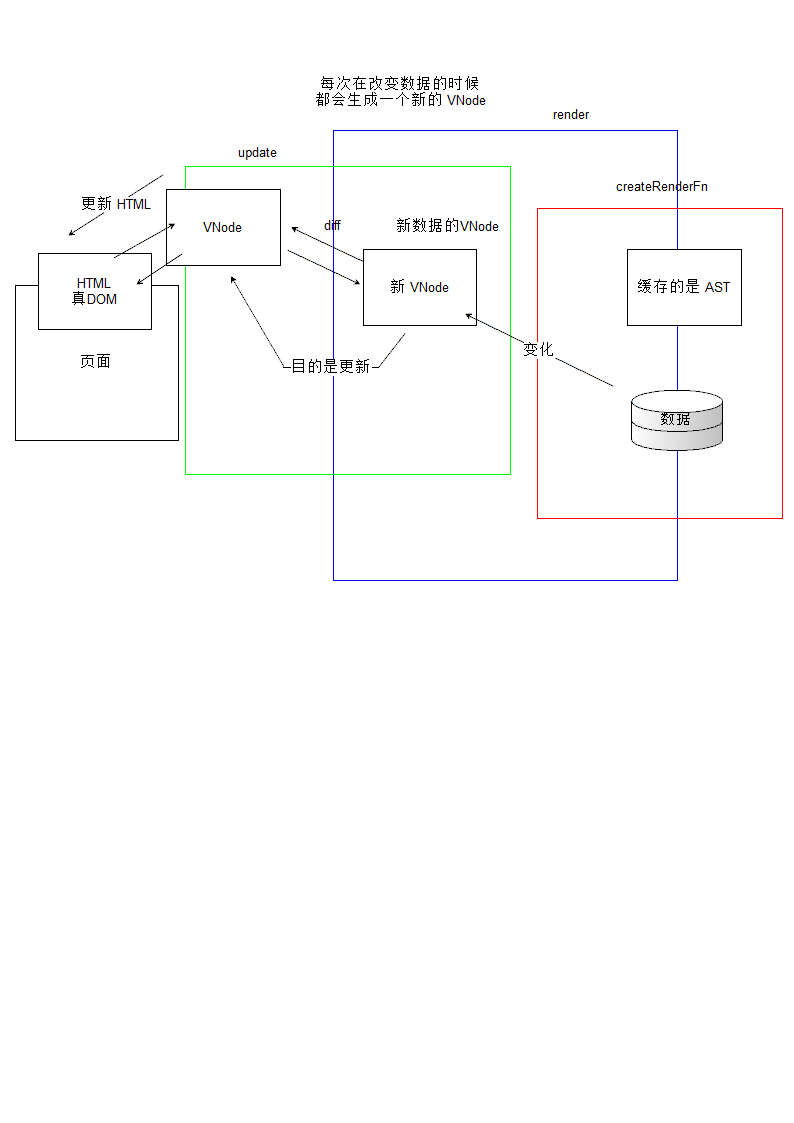 每次在改变数据的时候
都会生成一个新的 VNode
render
update
createRenderFn
更新 HTML
VNode
diff
新数据的VNode
HTML
真DOM
新 VNode
缓存的是 AST
页面
目的是更新
变化
数据